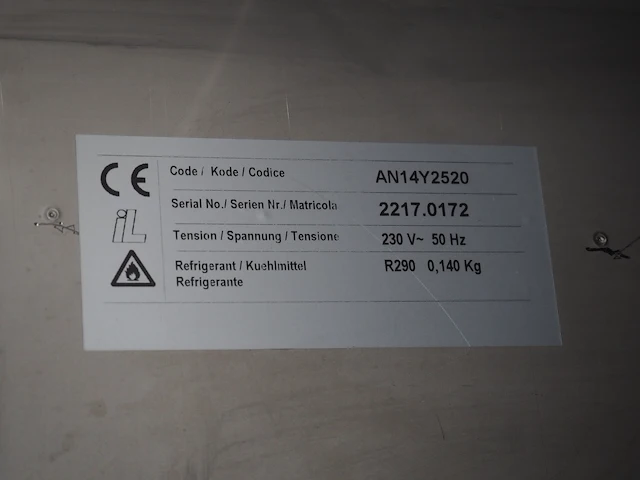 CE
Code / Kode / Codice AN14Y2520
Serial No./ Serien Nr./ Matricola 2217.0172
iL
Tension / Spannung / Tensione 230 V~ 50 Hz
Refrigerant / Kuehlmittel R290 0,140 Kg
Refrigerante